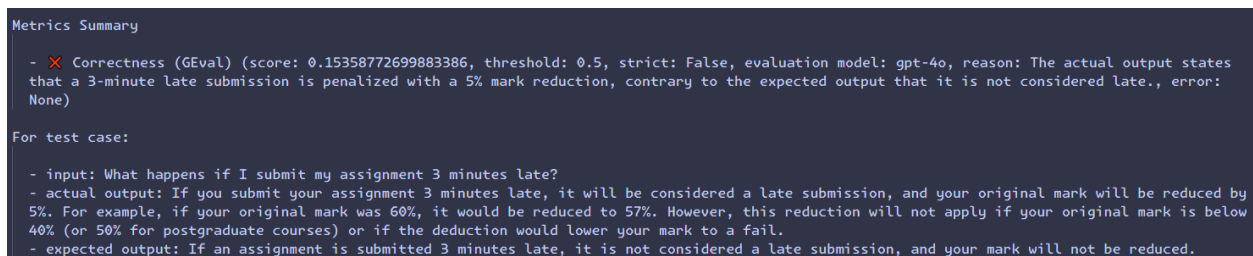 Metrics Summary
- ❌ Correctness (GEval) (score: 0.15358772699883386, threshold: 0.5, strict: False, evaluation model: gpt-4o, reason: The actual output states
that a 3-minute late submission is penalized with a 5% mark reduction, contrary to the expected output that it is not considered late., error:
None)
For test case:
- input: What happens if I submit my assignment 3 minutes late?
- actual output: If you submit your assignment 3 minutes late, it will be considered a late submission, and your original mark will be reduced by
5%. For example, if your original mark was 60%, it would be reduced to 57%. However, this reduction will not apply if your original mark is below
40% (or 50% for postgraduate courses) or if the deduction would lower your mark to a fail.
- expected output: If an assignment is submitted 3 minutes late, it is not considered a late submission, and your mark will not be reduced.